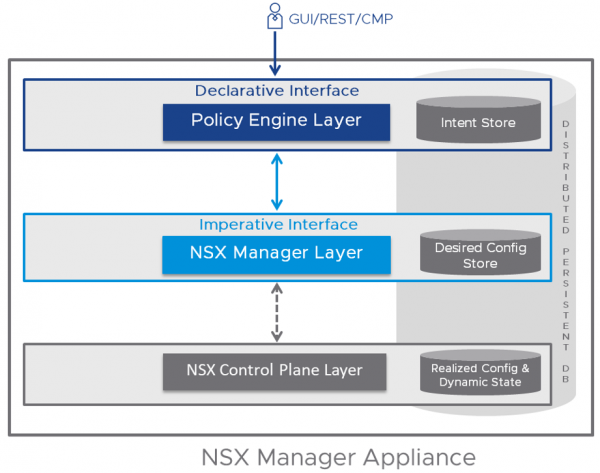 GUI/REST/CMP
Declarative Interface
Policy Engine Layer
Intent Store
Imperative Interface
NSX Manager Layer
Desired Config
Store
NSX Control Plane Layer
Realized Config &
Dynamic State
DISTRIBUTED PERSISTENT DB
NSX Manager Appliance